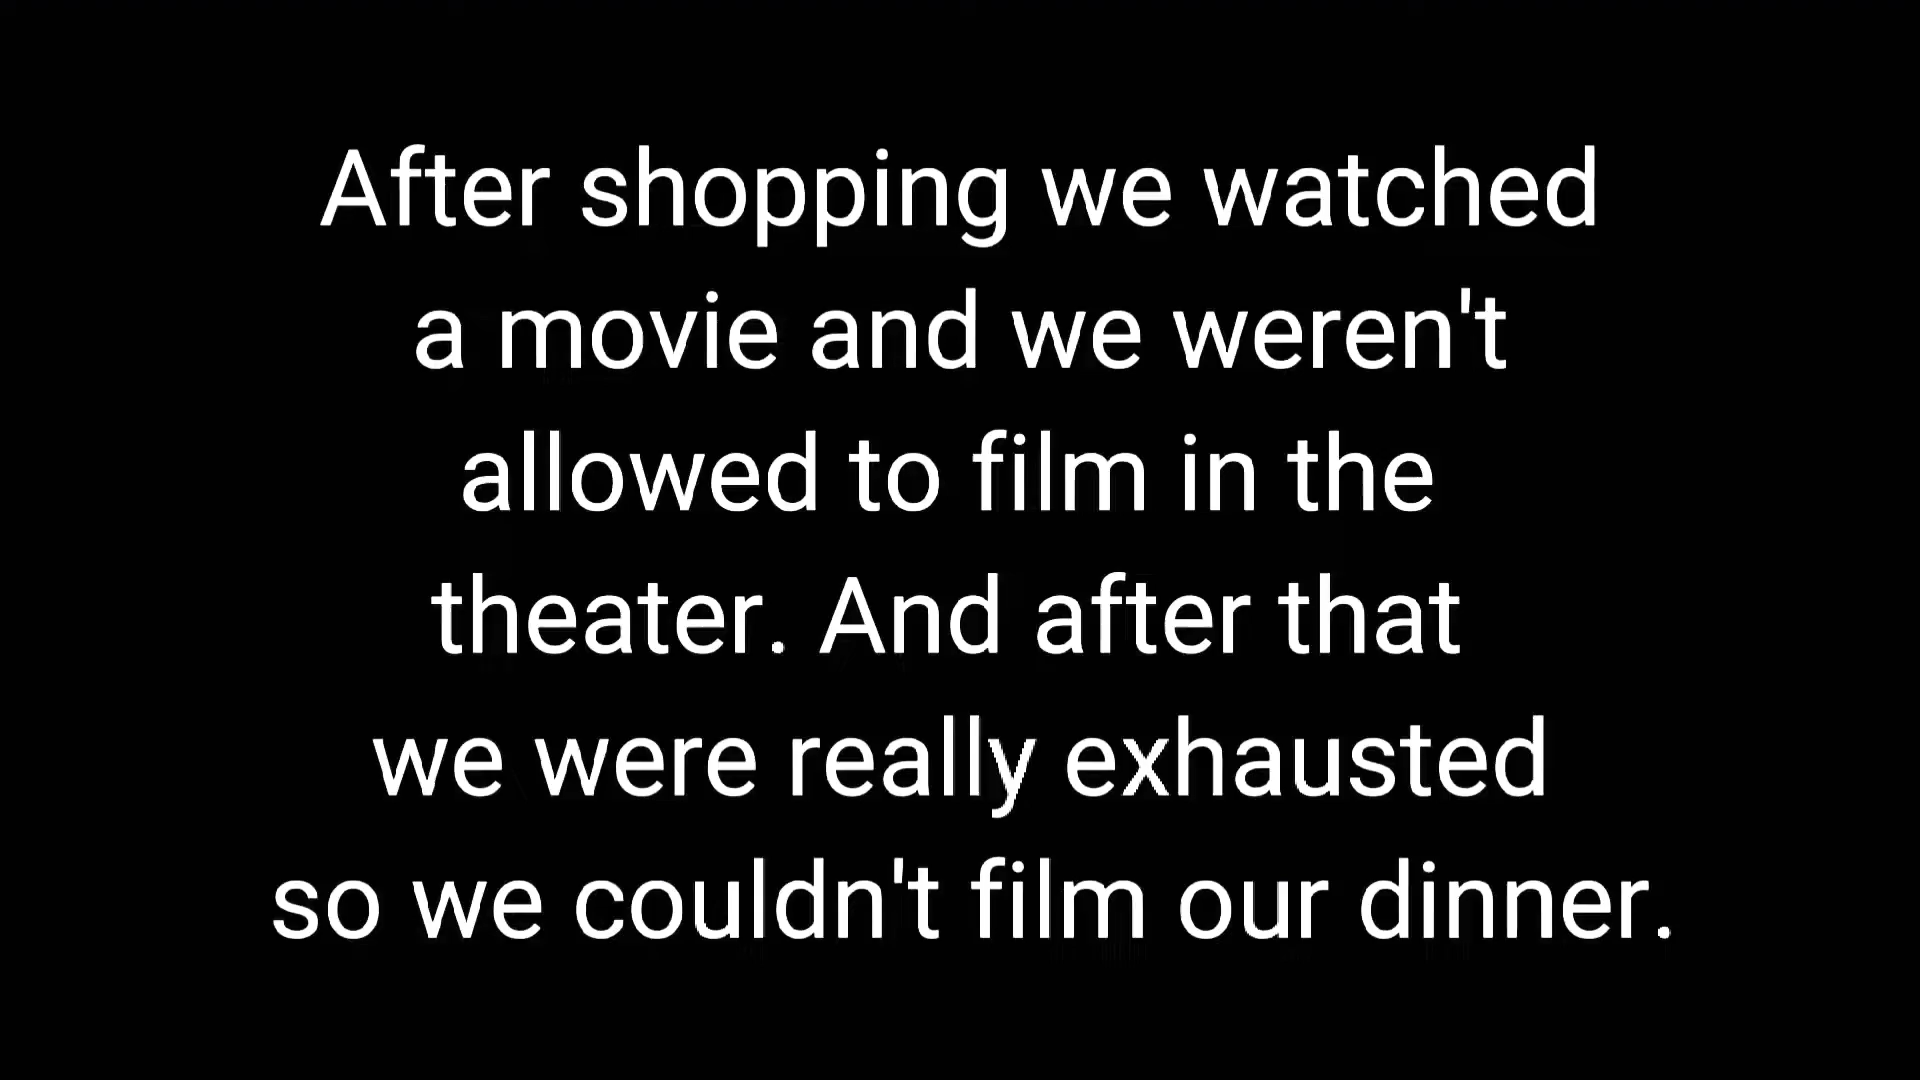 After shopping we watched
a movie and we weren't
allowed to film in the
theater. And after that
we were really exhausted
so we couldn't film our dinner.